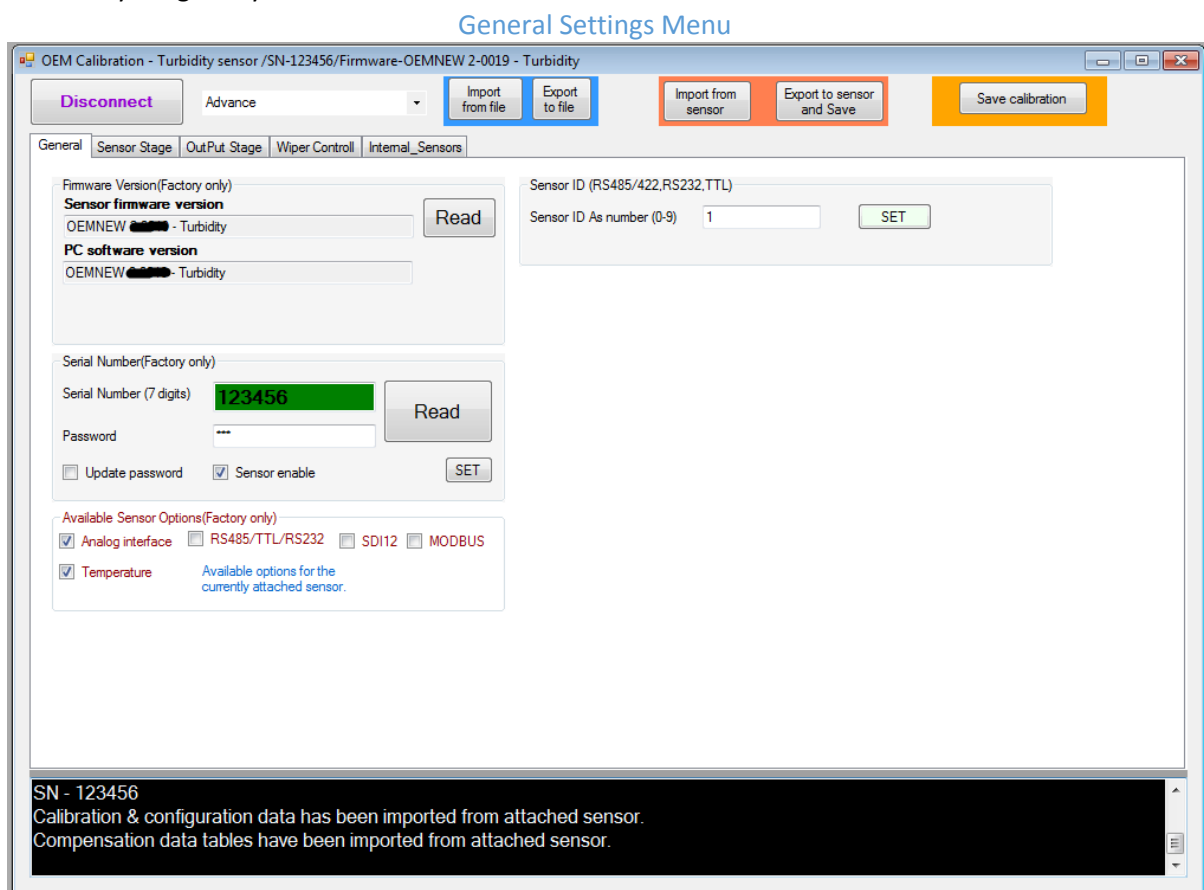 General Settings Menu
OEM Calibration - Turbidity sensor /SN-123456/Firmware-OEMNEW 2-0019 - Turbidity
Disconnect
Advance
Import from file
Export to file
Import from sensor
Export to sensor and Save
Save calibration
General Sensor Stage OutPut Stage Wiper Controll Internal_Sensors
Firmware Version(Factory only)
Sensor firmware version
OEMNEW - Turbidity
Read
PC software version
OEMNEW - Turbidity
Sensor ID (RS485/422,RS232,TTL)
Sensor ID As number (0-9) 1 SET
Serial Number(Factory only)
Serial Number (7 digits) 123456
Read
Password ***
Update password Sensor enable SET
Available Sensor Options(Factory only)
Analog interface RS485/TTL/RS232 SDI12 MODBUS
Temperature
Available options for the
currently attached sensor.
SN - 123456
Calibration & configuration data has been imported from attached sensor.
Compensation data tables have been imported from attached sensor.